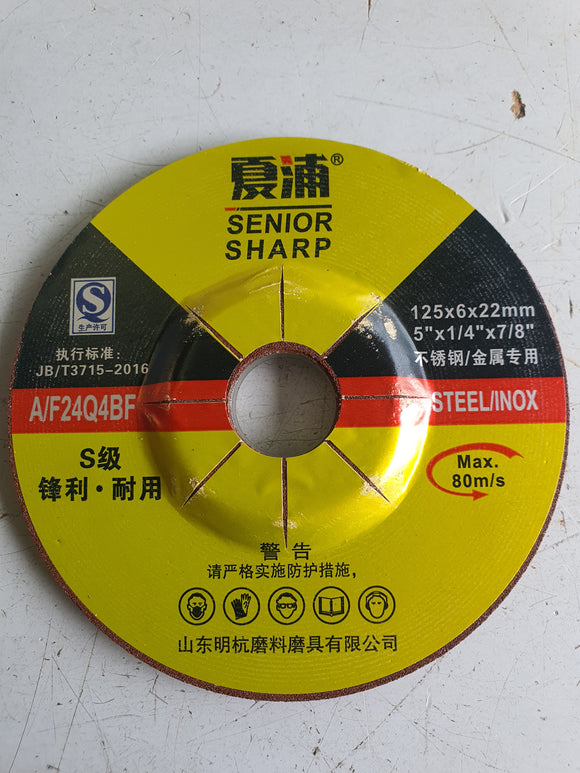 夏浦®
SENIOR
SHARP
QS
生产许可
执行标准:
JB/T3715-2016
125x6x22mm
5"x1/4"x7/8"
不锈钢/金属专用
A/F24Q4BF
STEEL/INOX
S级
锋利·耐用
Max.
80m/s
警 告
请严格实施防护措施，
山东明杭磨料磨具有限公司